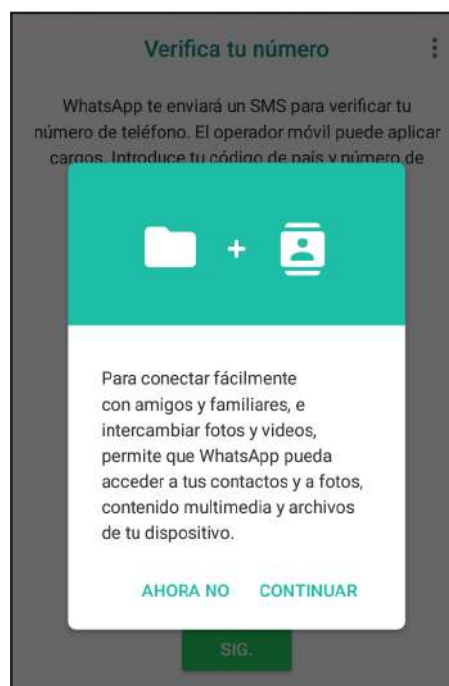 Verifica tu número
WhatsApp te enviará un SMS para verificar tu
número de teléfono. El operador móvil puede aplicar
cargos. Introduce tu código de país y número de
+
Para conectar fácilmente
con amigos y familiares, e
intercambiar fotos y videos,
permite que WhatsApp pueda
acceder a tus contactos y a fotos,
contenido multimedia y archivos
de tu dispositivo.
AHORA NO CONTINUAR
SIG.